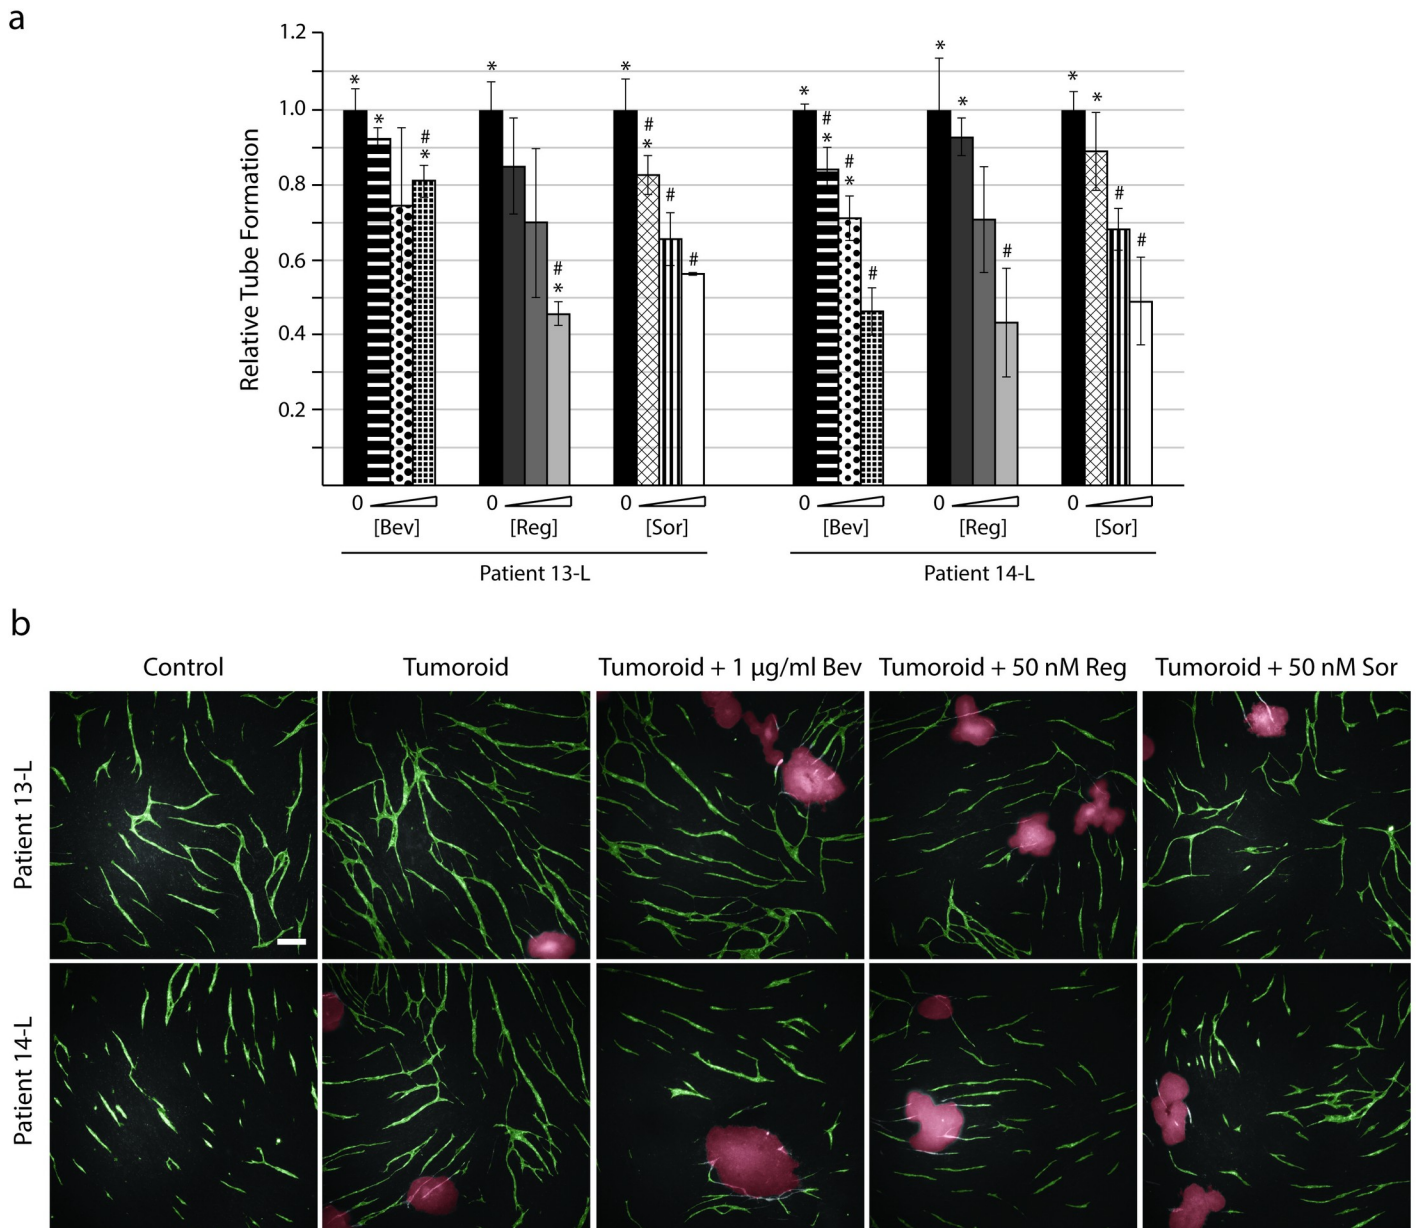 a
Relative Tube Formation
1.2
1.0
0.8
0.6
0.4
0.2
* * # * * # * * # * # # * # * # * # * * # * * # #
0 0 0 0 0 0
[Bev] [Reg] [Sor] [Bev] [Reg] [Sor]
Patient 13-L Patient 14-L
b
Control Tumoroid Tumoroid + 1 µg/ml Bev Tumoroid + 50 nM Reg Tumoroid + 50 nM Sor
Patient 13-L
Patient 14-L